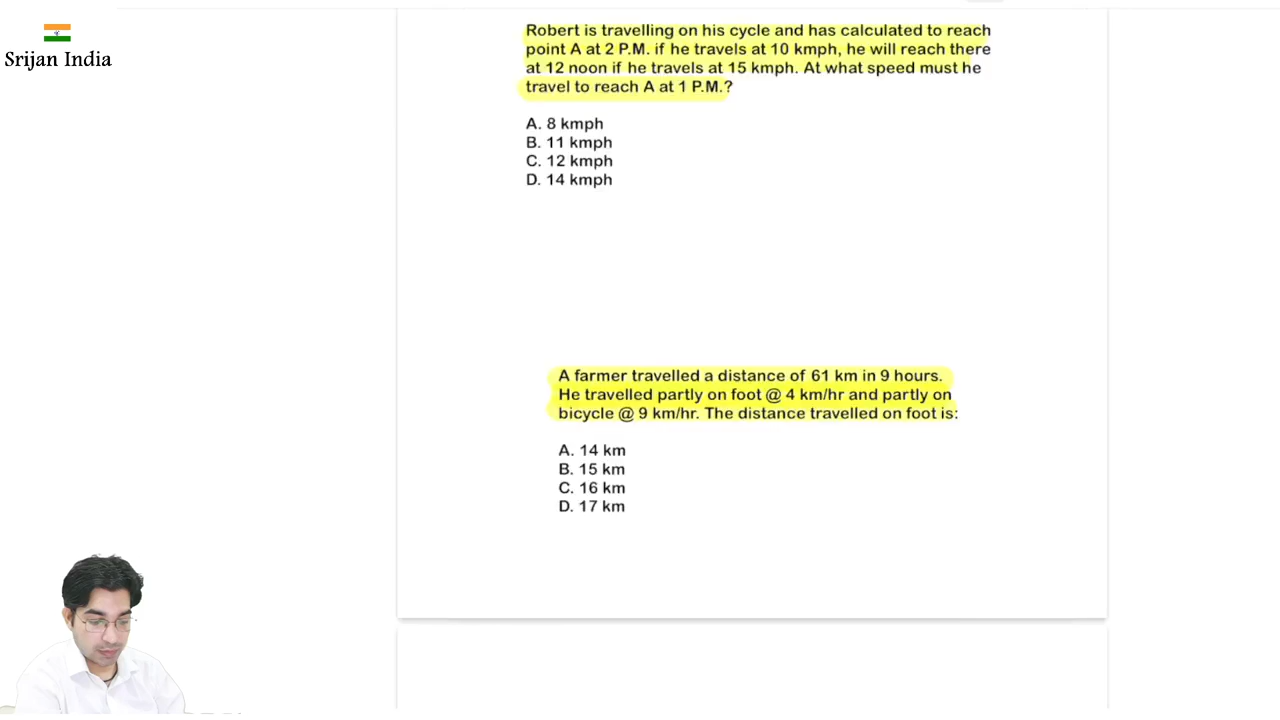 Srijan India
Robert is travelling on his cycle and has calculated to reach
point A at 2 P.M. if he travels at 10 kmph, he will reach there
at 12 noon if he travels at 15 kmph. At what speed must he
travel to reach A at 1 P.M.?
A. 8 kmph
B. 11 kmph
C. 12 kmph
D. 14 kmph
A farmer travelled a distance of 61 km in 9 hours.
He travelled partly on foot @ 4 km/hr and partly on
bicycle @ 9 km/hr. The distance travelled on foot is:
A. 14 km
B. 15 km
C. 16 km
D. 17 km